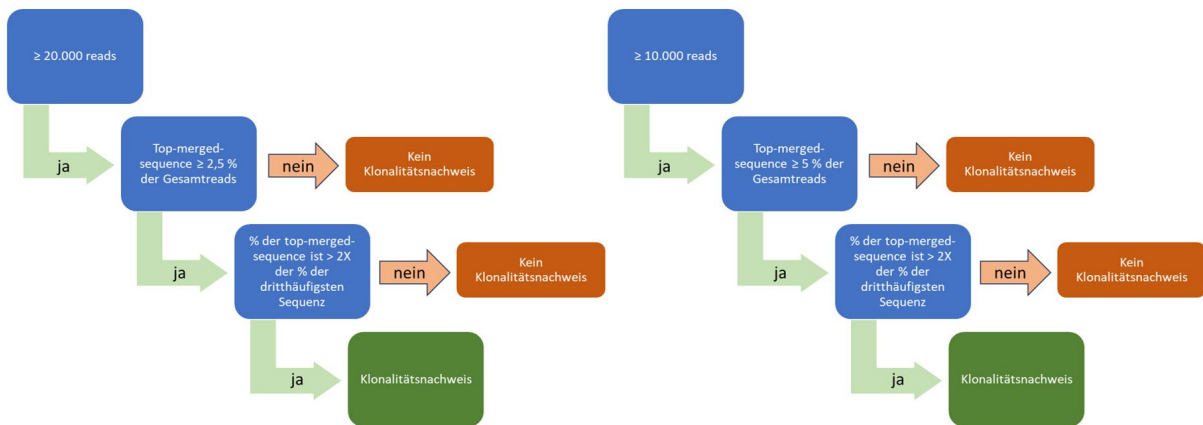 ≥ 20.000 reads
ja
Top-merged-
sequence ≥ 2,5 %
der Gesamtreads
nein
Kein
Klonalitätsnachweis
ja
% der top-merged-
sequence ist > 2X
der % der
dritthäufigsten
Sequenz
nein
Kein
Klonalitätsnachweis
ja
Klonalitätsnachweis
≥ 10.000 reads
ja
Top-merged-
sequence ≥ 5 % der
Gesamtreads
nein
Kein
Klonalitätsnachweis
ja
% der top-merged-
sequence ist > 2X
der % der
dritthäufigsten
Sequenz
nein
Kein
Klonalitätsnachweis
ja
Klonalitätsnachweis